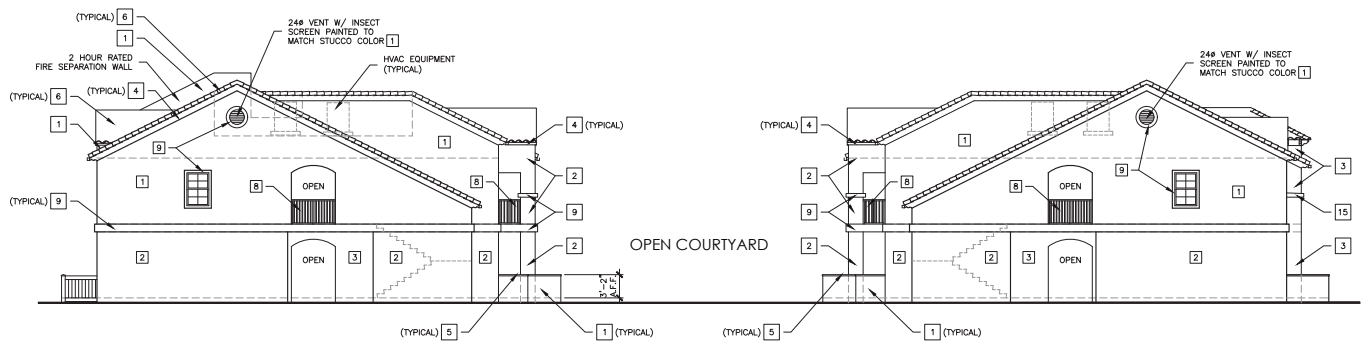 (TYPICAL) 6
1
2 HOUR RATED
FIRE SEPARATION WALL
(TYPICAL) 4
(TYPICAL) 6
1
24ø VENT W/ INSECT
SCREEN PAINTED TO
MATCH STUCCO COLOR 1
HVAC EQUIPMENT
(TYPICAL)
9
1
4 (TYPICAL)
1
OPEN
8
8
2
(TYPICAL) 9
9
2
OPEN
3
2
2
2
3'-2"
A.F.F.
(TYPICAL) 5
1 (TYPICAL)
OPEN COURTYARD
24ø VENT W/ INSECT
SCREEN PAINTED TO
MATCH STUCCO COLOR 1
(TYPICAL) 4
1
9
3
2
8
8
OPEN
1
9
15
2
2
2
3
OPEN
2
3
(TYPICAL) 5
1 (TYPICAL)